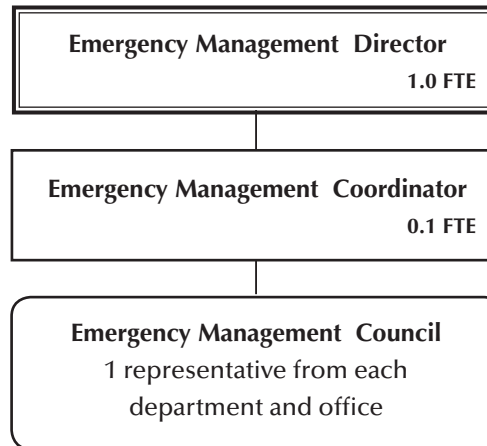 Emergency Management Director
1.0 FTE
Emergency Management Coordinator
0.1 FTE
Emergency Management Council
1 representative from each
department and office